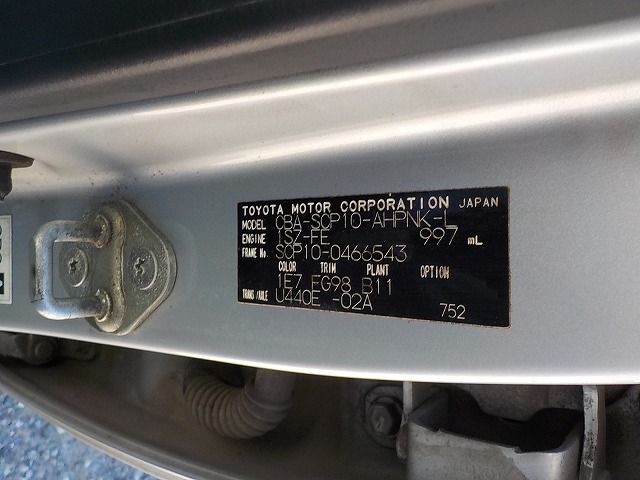 TOYOTA MOTOR CORPORATION JAPAN
MODEL CBA-SCP10-AHPNK-L
ENGINE 1SZ-FE 997 mL
FRAME No. SCP10-0466543
COLOR TRIM PLANT OPTION
1E7 FG98 B11
TRANS/AXLE U440E -02A
752